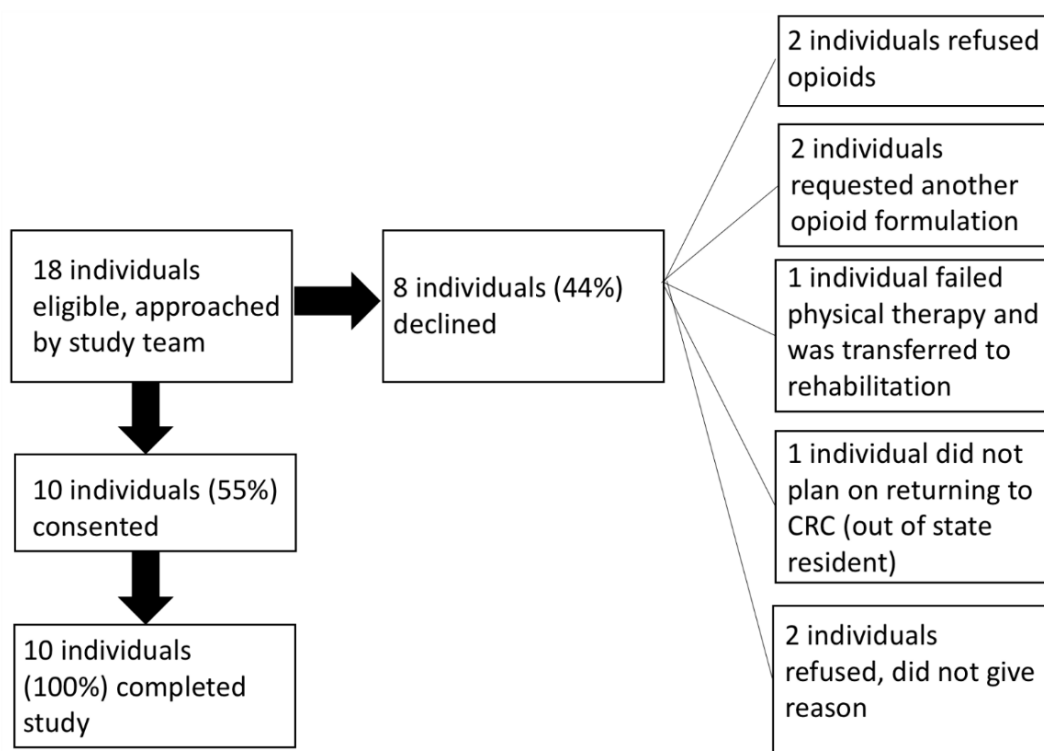 18 individuals
eligible, approached
by study team
8 individuals (44%)
declined
2 individuals refused
opioids
2 individuals
requested another
opioid formulation
1 individual failed
physical therapy and
was transferred to
rehabilitation
1 individual did not
plan on returning to
CRC (out of state
resident)
2 individuals
refused, did not give
reason
10 individuals (55%)
consented
10 individuals
(100%) completed
study